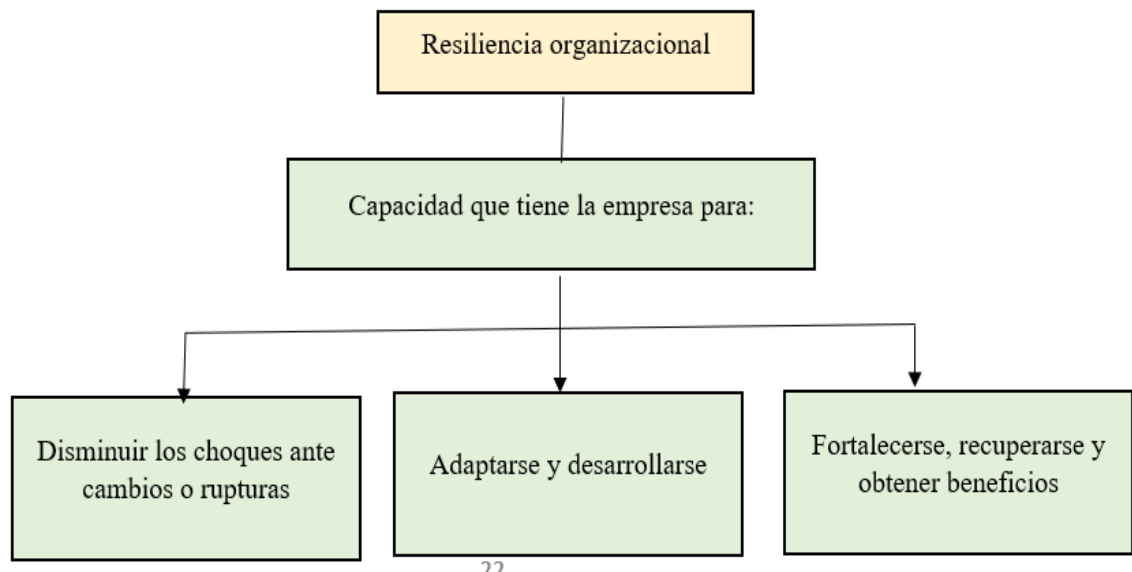 Resiliencia organizacional
Capacidad que tiene la empresa para:
Disminuir los choques ante
cambios o rupturas
Adaptarse y desarrollarse
Fortalecerse, recuperarse y
obtener beneficios
22